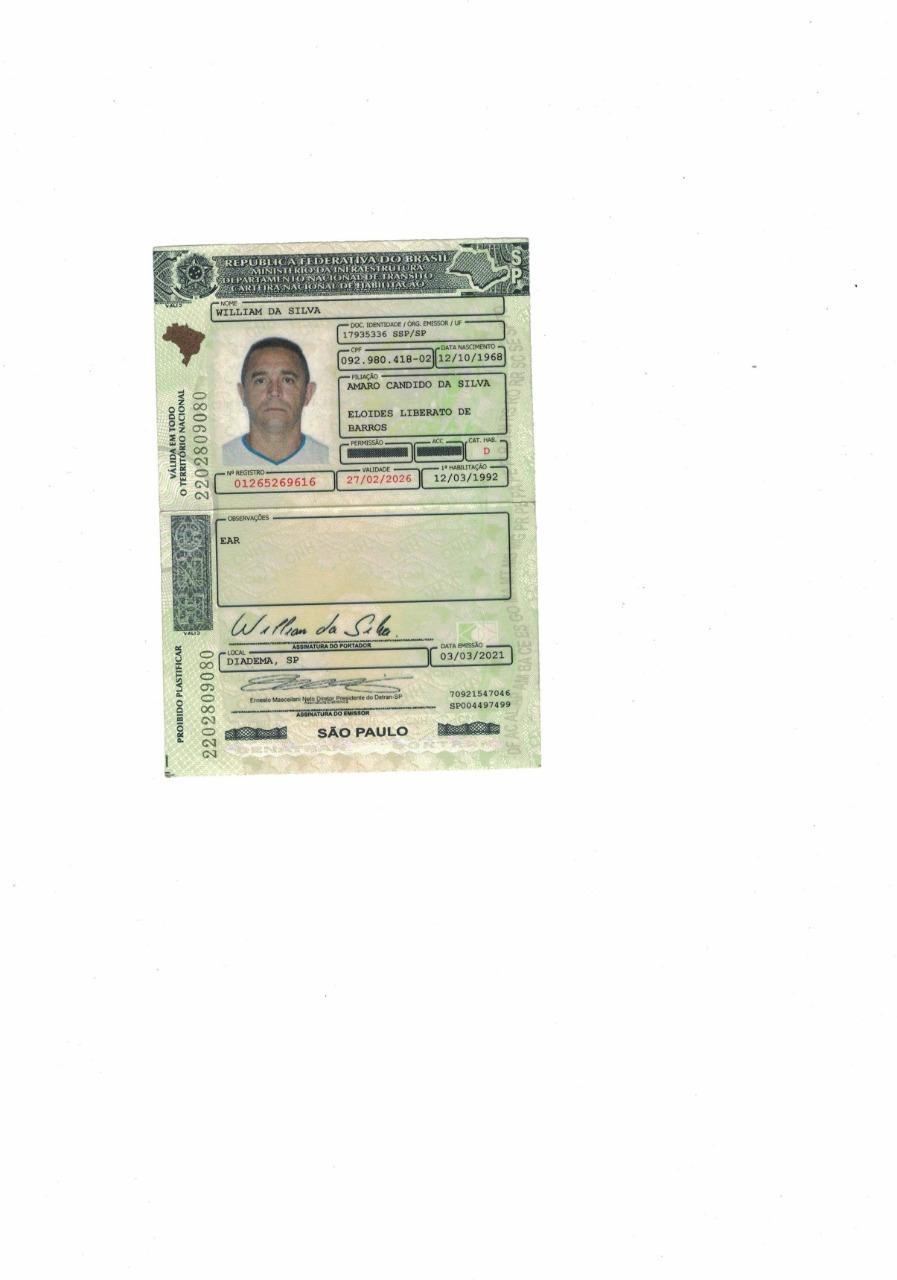 REPÚBLICA FEDERATIVA DO BRASIL
MINISTÉRIO DA INFRAESTRUTURA
DEPARTAMENTO NACIONAL DE TRÂNSITO
CARTEIRA NACIONAL DE HABILITAÇÃO
SP
NOME
WILLIAM DA SILVA
DOC. IDENTIDADE / ÓRG. EMISSOR / UF
17935336 SSP/SP
CPF
092.980.418-02
DATA NASCIMENTO
12/10/1968
FILIAÇÃO
AMARO CANDIDO DA SILVA
ELOIDES LIBERATO DE
BARROS
PERMISSÃO
ACC
CAT. HAB.
D
Nº REGISTRO
01265269616
VALIDADE
27/02/2026
1ª HABILITAÇÃO
12/03/1992
VÁLIDA EM TODO
O TERRITÓRIO NACIONAL
2202809080
OBSERVAÇÕES
EAR
William da Silva
ASSINATURA DO PORTADOR
LOCAL
DIADEMA, SP
DATA EMISSÃO
03/03/2021
Ernesto Mascellani Neto Diretor Presidente do Detran-SP
ASSINATURA DO EMISSOR
70921547046
SP004497499
PROIBIDO PLASTIFICAR
2202809080
SÃO PAULO